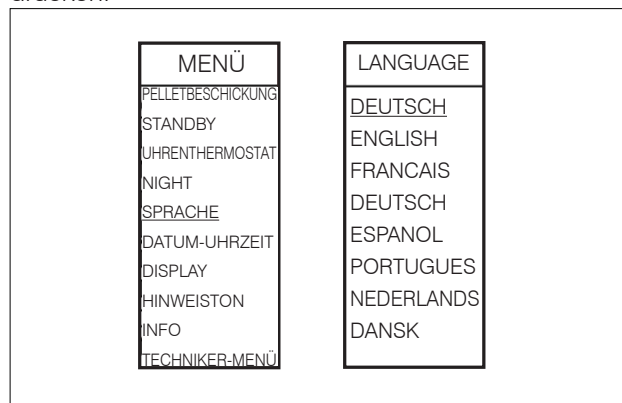 MENÜ
PELLETBESCHICKUNG
STANDBY
UHRENTHERMOSTAT
NIGHT
SPRACHE
DATUM-UHRZEIT
DISPLAY
HINWEISTON
INFO
TECHNIKER-MENÜ
LANGUAGE
DEUTSCH
ENGLISH
FRANCAIS
DEUTSCH
ESPANOL
PORTUGUES
NEDERLANDS
DANSK